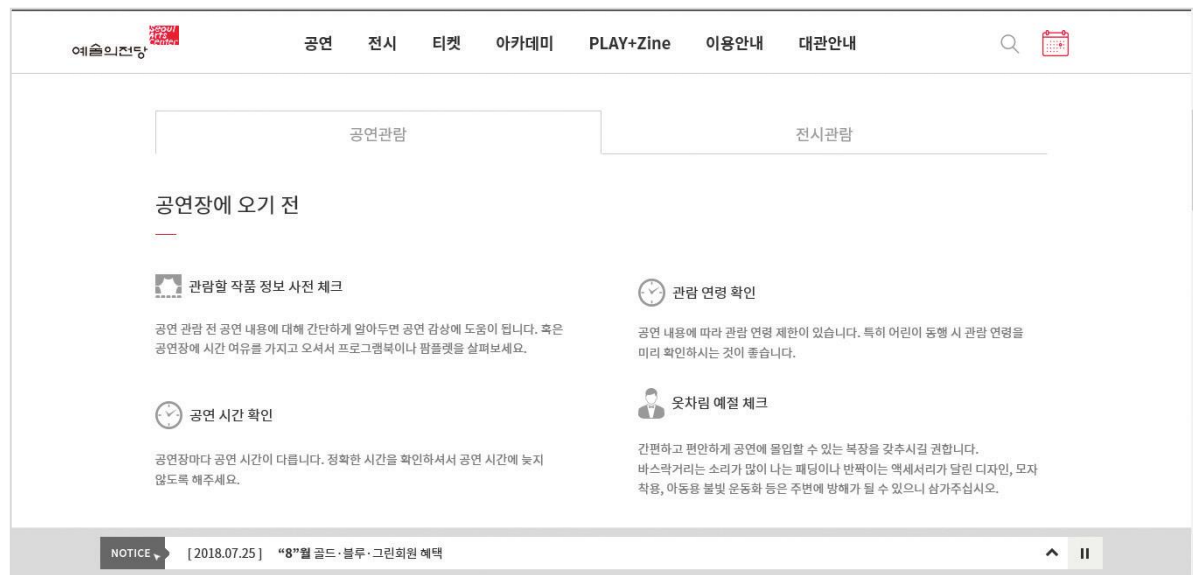 예술의전당
Seoul
Arts
Center
공연 전시 티켓 아카데미 PLAY+Zine 이용안내 대관안내
공연관람 전시관람
공연장에 오기 전
관람할 작품 정보 사전 체크
공연 관람 전 공연 내용에 대해 간단하게 알아두면 공연 감상에 도움이 됩니다. 혹은
공연장에 시간 여유를 가지고 오셔서 프로그램북이나 팜플렛을 살펴보세요.
관람 연령 확인
공연 내용에 따라 관람 연령 제한이 있습니다. 특히 어린이 동행 시 관람 연령을
미리 확인하시는 것이 좋습니다.
공연 시간 확인
공연장마다 공연 시간이 다릅니다. 정확한 시간을 확인하셔서 공연 시간에 늦지
않도록 해주세요.
옷차림 예절 체크
간편하고 편안하게 공연에 몰입할 수 있는 복장을 갖추시길 권합니다.
바스락거리는 소리가 많이 나는 패딩이나 반짝이는 액세서리가 달린 디자인, 모자
착용, 아동용 불빛 운동화 등은 주변에 방해가 될 수 있으니 삼가주십시오.
NOTICE [ 2018.07.25 ] “8”월 골드·블루·그린회원 혜택